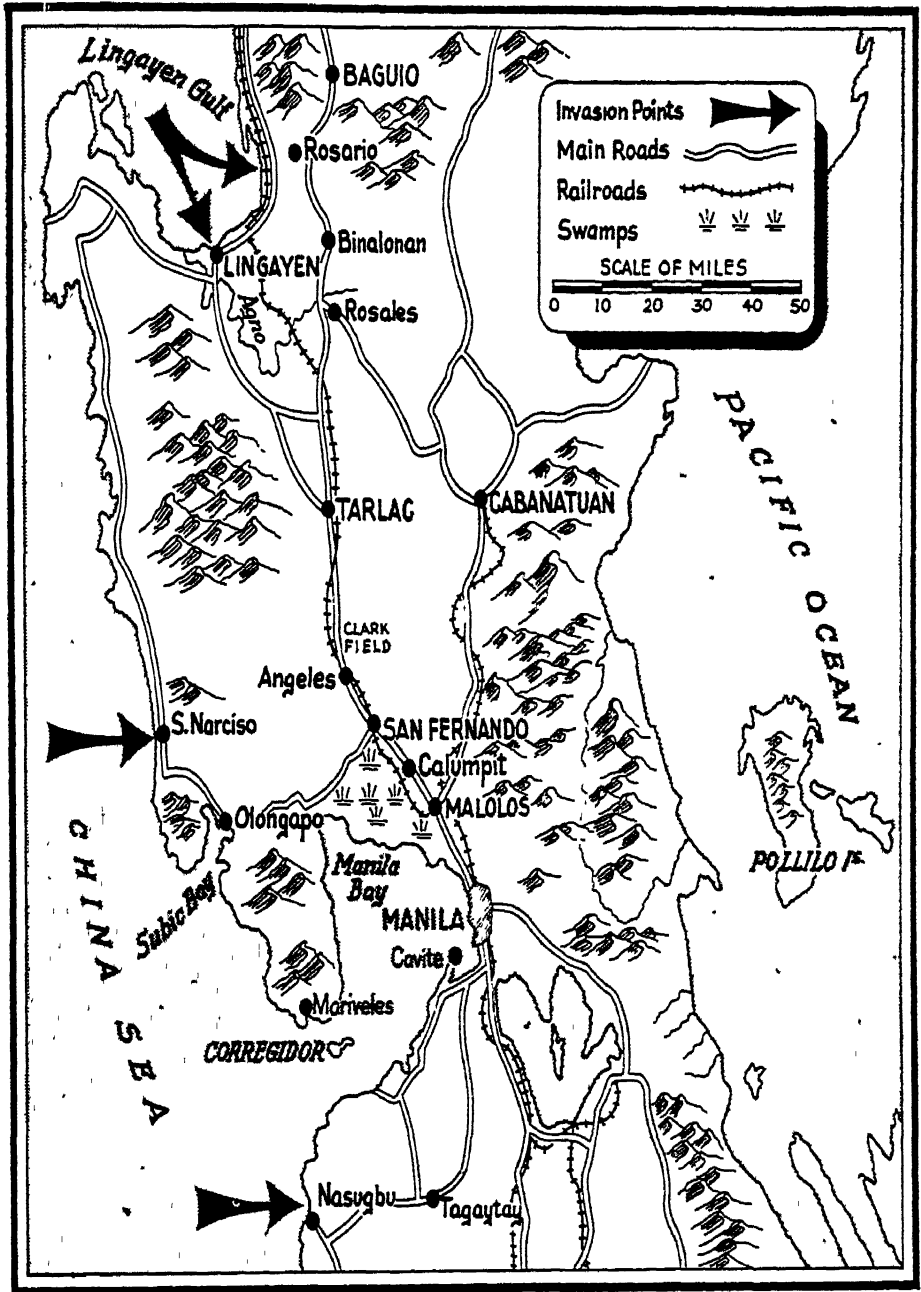 Lingayen Gulf
BAGUIO
Rosario
Binalonan
LINGAYEN
Agno
Rosales
Invasion Points
Main Roads
Railroads
Swamps
SCALE OF MILES
0 10 20 30 40 50
PACIFIC OCEAN
TARLAC
CABANATUAN
CLARK
FIELD
Angeles
S. Narciso
SAN FERNANDO
Calumpit
MALOLOS
Olongapo
Manila
Bay
Subic Bay
POLLILO Is.
MANILA
Cavite
Mariveles
CORREGIDOR
CHINA SEA
Nasugbu
Tagaytay